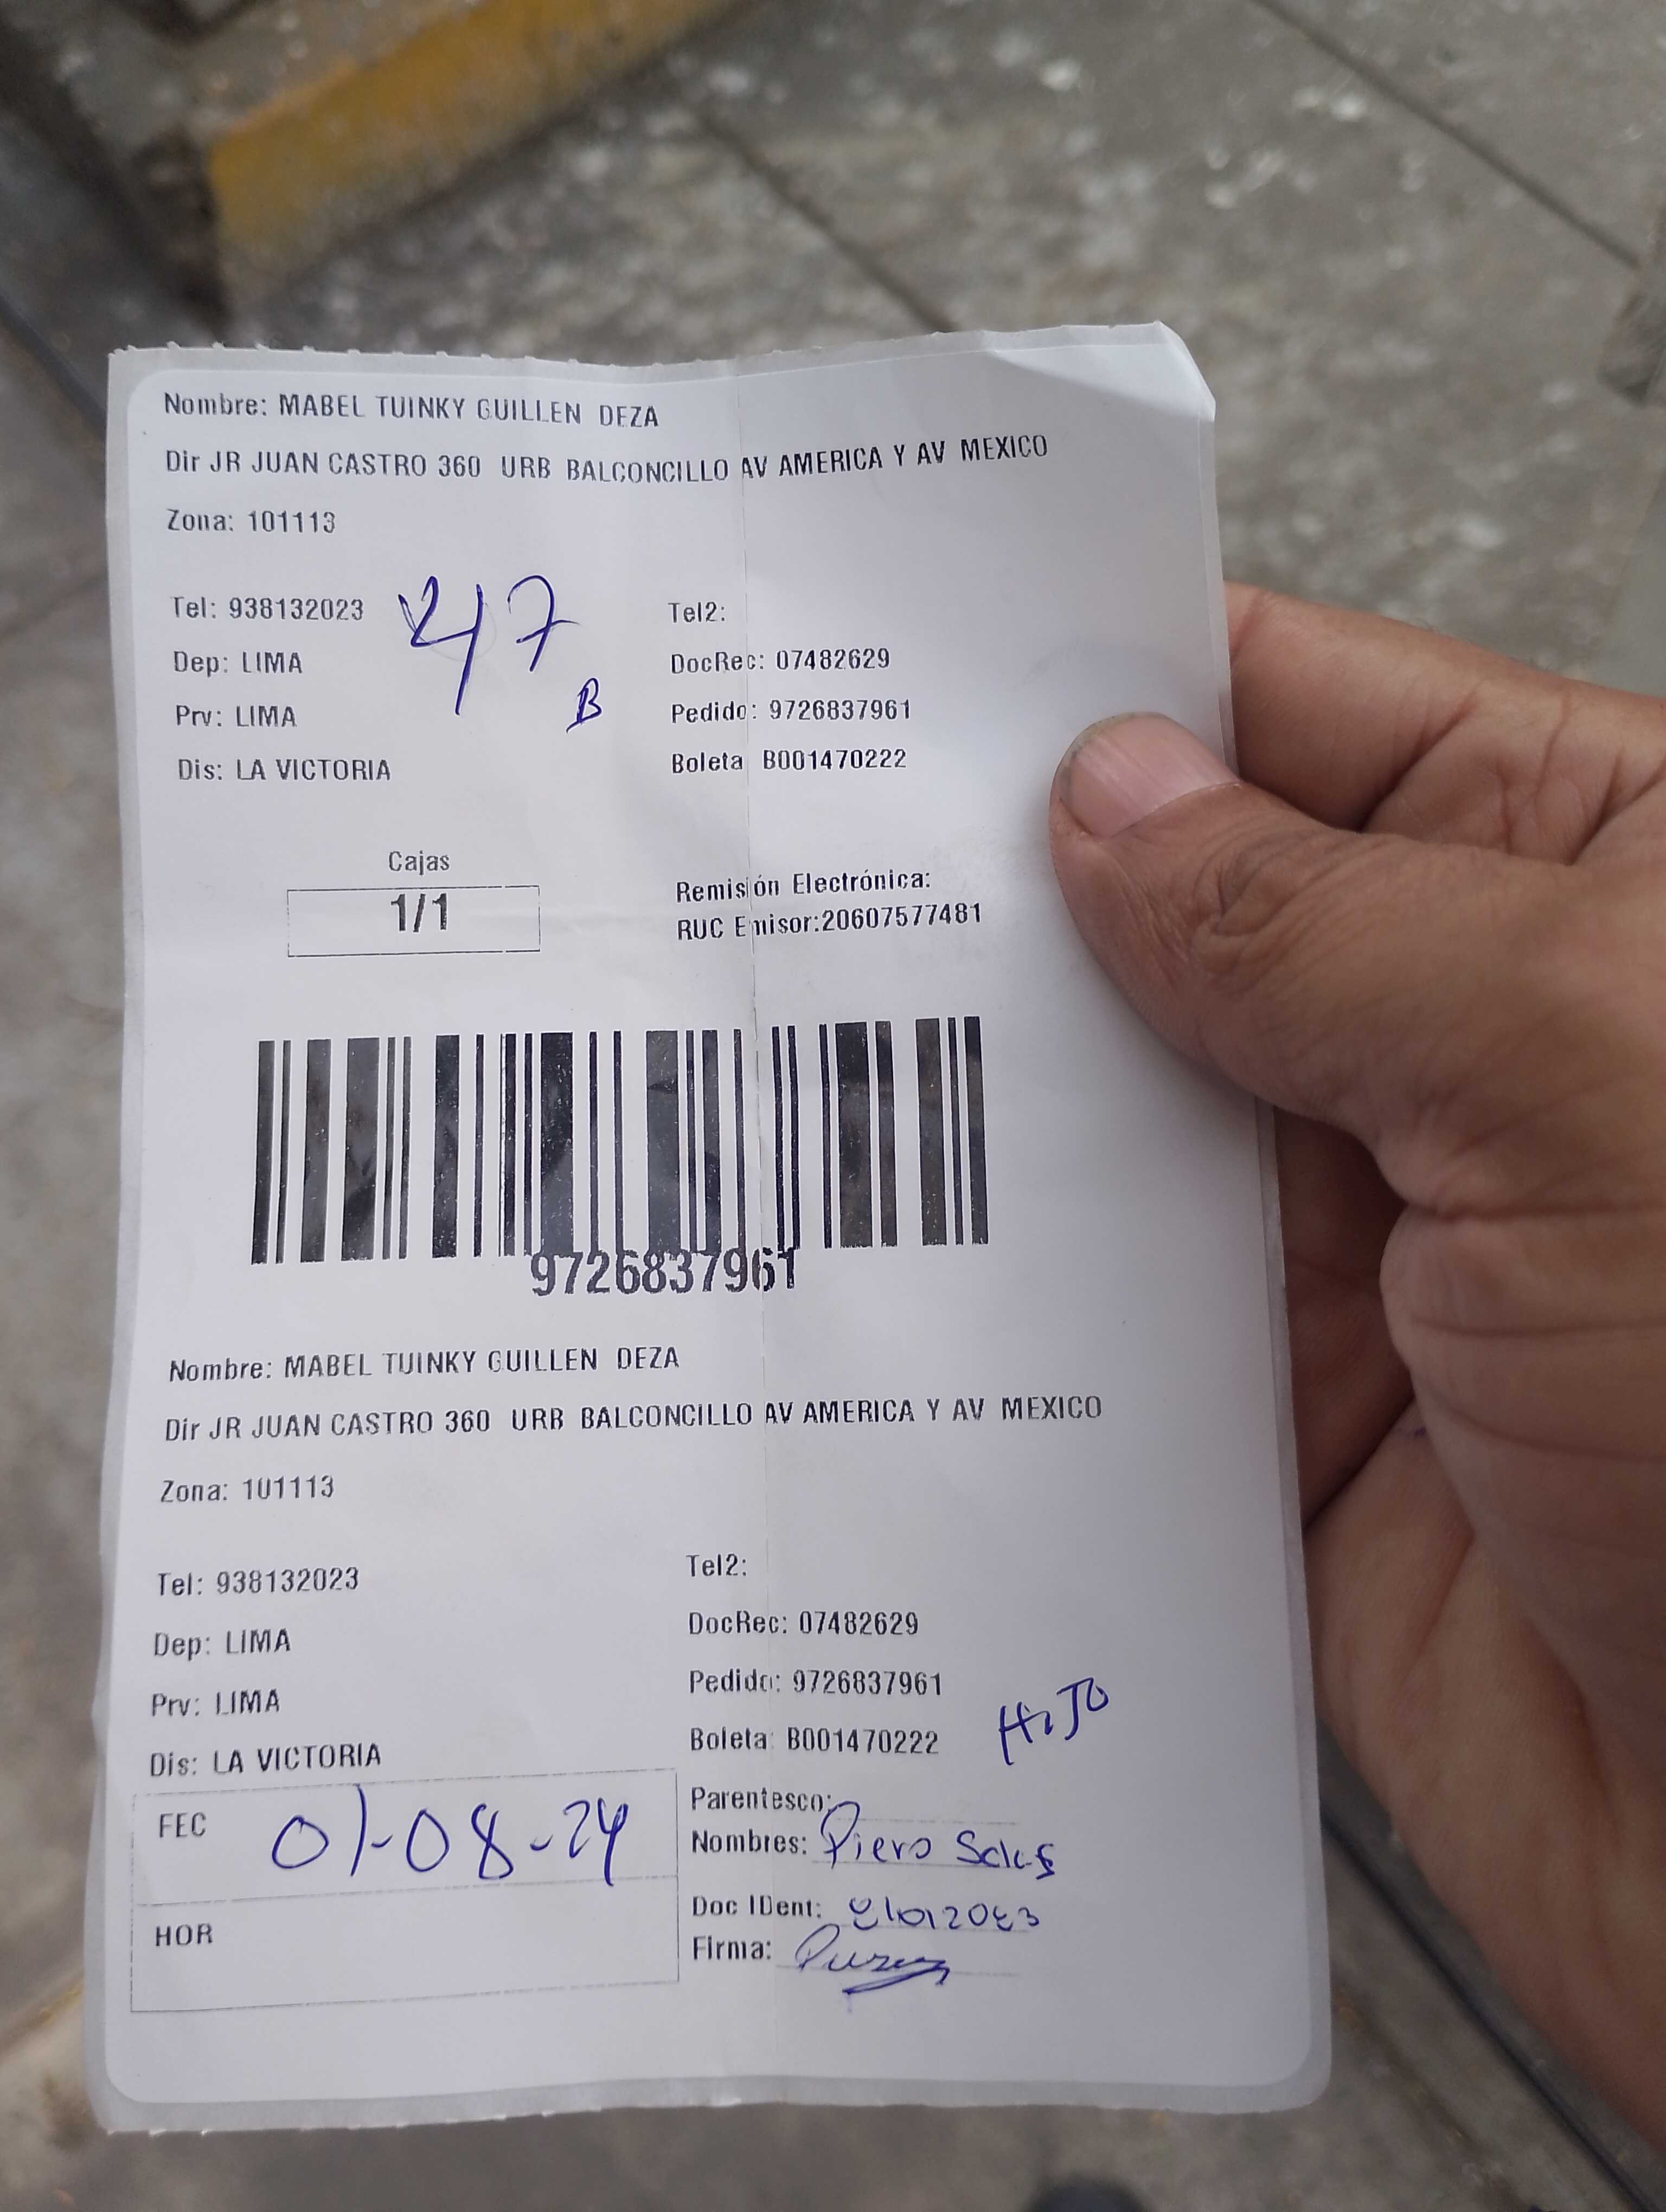 Nombre: MABEL TUINKY GUILLEN DEZA
Dir JR JUAN CASTRO 360 URB BALCONCILLO AV AMERICA Y AV MEXICO
Zona: 101113
Tel: 938132023
47
Tel2:
Dep: LIMA
DocRec: 07482629
Prv: LIMA
B
Pedido: 9726837961
Dis: LA VICTORIA
Boleta B001470222
Cajas
1/1
Remisión Electrónica:
RUC Emisor:20607577481
9726837961
Nombre: MABEL TUINKY GUILLEN DEZA
Dir JR JUAN CASTRO 360 URB BALCONCILLO AV AMERICA Y AV MEXICO
Zona: 101113
Tel: 938132023
Tel2:
Dep: LIMA
DocRec: 07482629
Prv: LIMA
Pedido: 9726837961
Dis: LA VICTORIA
Boleta: B001470222
HiJO
FEC 01-08-24
Parentesco:
Nombres: Piero
Doc IDent:
HOR
Firma: